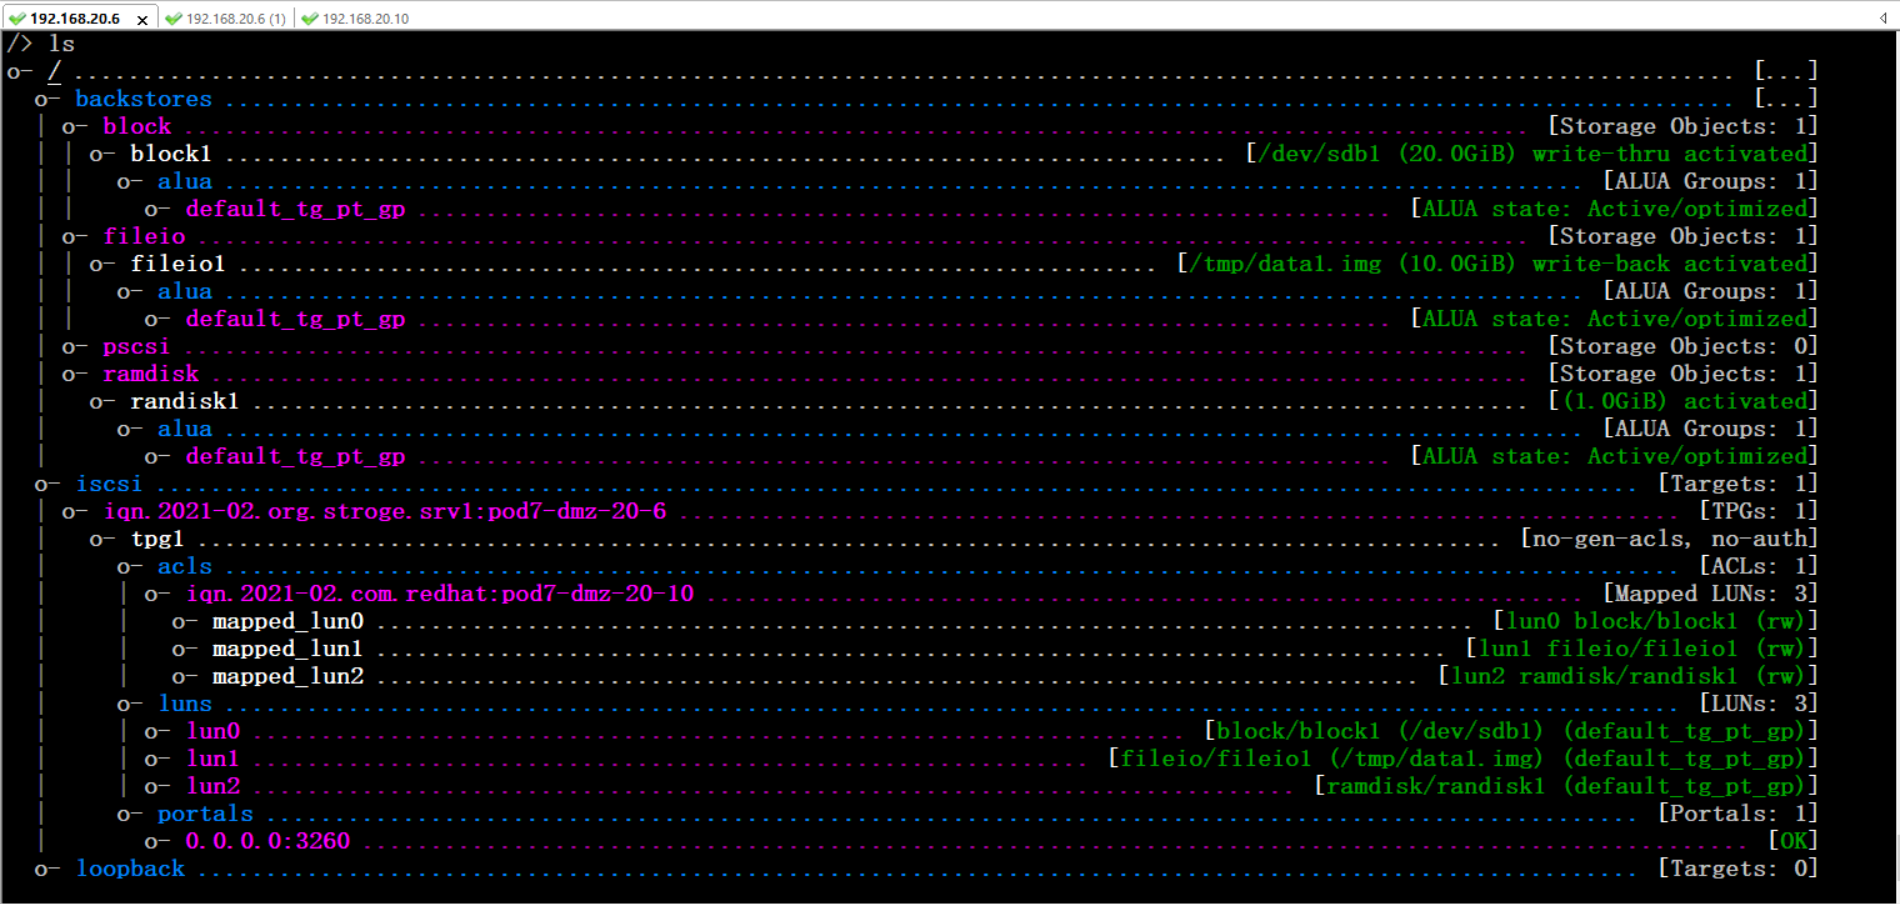 192.168.20.6 x 192.168.20.6 (1) 192.168.20.10
/> ls
o- / ..... [...]
o- backstores ..... [...]
| o- block ..... [Storage Objects: 1]
| | o- block1 ..... [/dev/sdb1 (20.0GiB) write-thru activated]
| | o- alua ..... [ALUA Groups: 1]
| | o- default_tg_pt_gp ..... [ALUA state: Active/optimized]
| o- fileio ..... [Storage Objects: 1]
| | o- fileio1 ..... [/tmp/data1.img (10.0GiB) write-back activated]
| | o- alua ..... [ALUA Groups: 1]
| | o- default_tg_pt_gp ..... [ALUA state: Active/optimized]
| o- pscsi ..... [Storage Objects: 0]
| o- ramdisk ..... [Storage Objects: 1]
| o- randisk1 ..... [(1.0GiB) activated]
| o- alua ..... [ALUA Groups: 1]
| o- default_tg_pt_gp ..... [ALUA state: Active/optimized]
o- iscsi ..... [Targets: 1]
| o- iqn.2021-02.org.stroge.srv1:pod7-dmz-20-6 ..... [TPGs: 1]
| o- tpg1 ..... [no-gen-acls, no-auth]
| o- acls ..... [ACLs: 1]
| | o- iqn.2021-02.com.redhat:pod7-dmz-20-10 ..... [Mapped LUNs: 3]
| | o- mapped_lun0 ..... [lun0 block/block1 (rw)]
| | o- mapped_lun1 ..... [lun1 fileio/fileio1 (rw)]
| | o- mapped_lun2 ..... [lun2 ramdisk/randisk1 (rw)]
| o- luns ..... [LUNs: 3]
| | o- lun0 ..... [block/block1 (/dev/sdb1) (default_tg_pt_gp)]
| | o- lun1 ..... [fileio/fileio1 (/tmp/data1.img) (default_tg_pt_gp)]
| | o- lun2 ..... [ramdisk/randisk1 (default_tg_pt_gp)]
| o- portals ..... [Portals: 1]
| o- 0.0.0.0:3260 ..... [OK]
o- loopback ..... [Targets: 0]